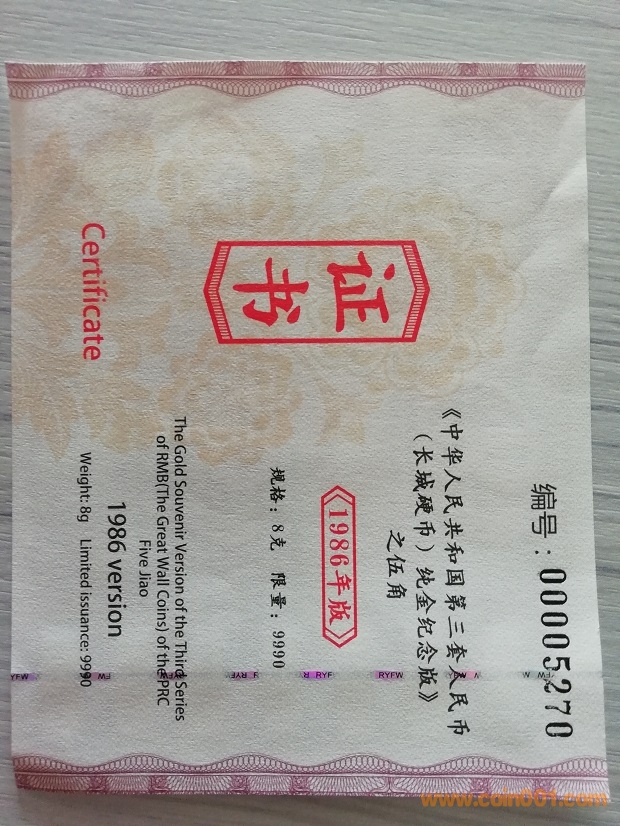 编号：00005270
《中华人民共和国第三套人民币
（长城硬币）纯金纪念版》
之伍角
《1986年版》
规格：8克 限量：9990
证书
Certificate
The Gold Souvenir Version of the Third Series
of RMB(The Great Wall Coins) of the PRC
Five Jiao
1986 version
Weight: 8g Limited issuance: 9990
RYFW
RYF
www.coin001.com